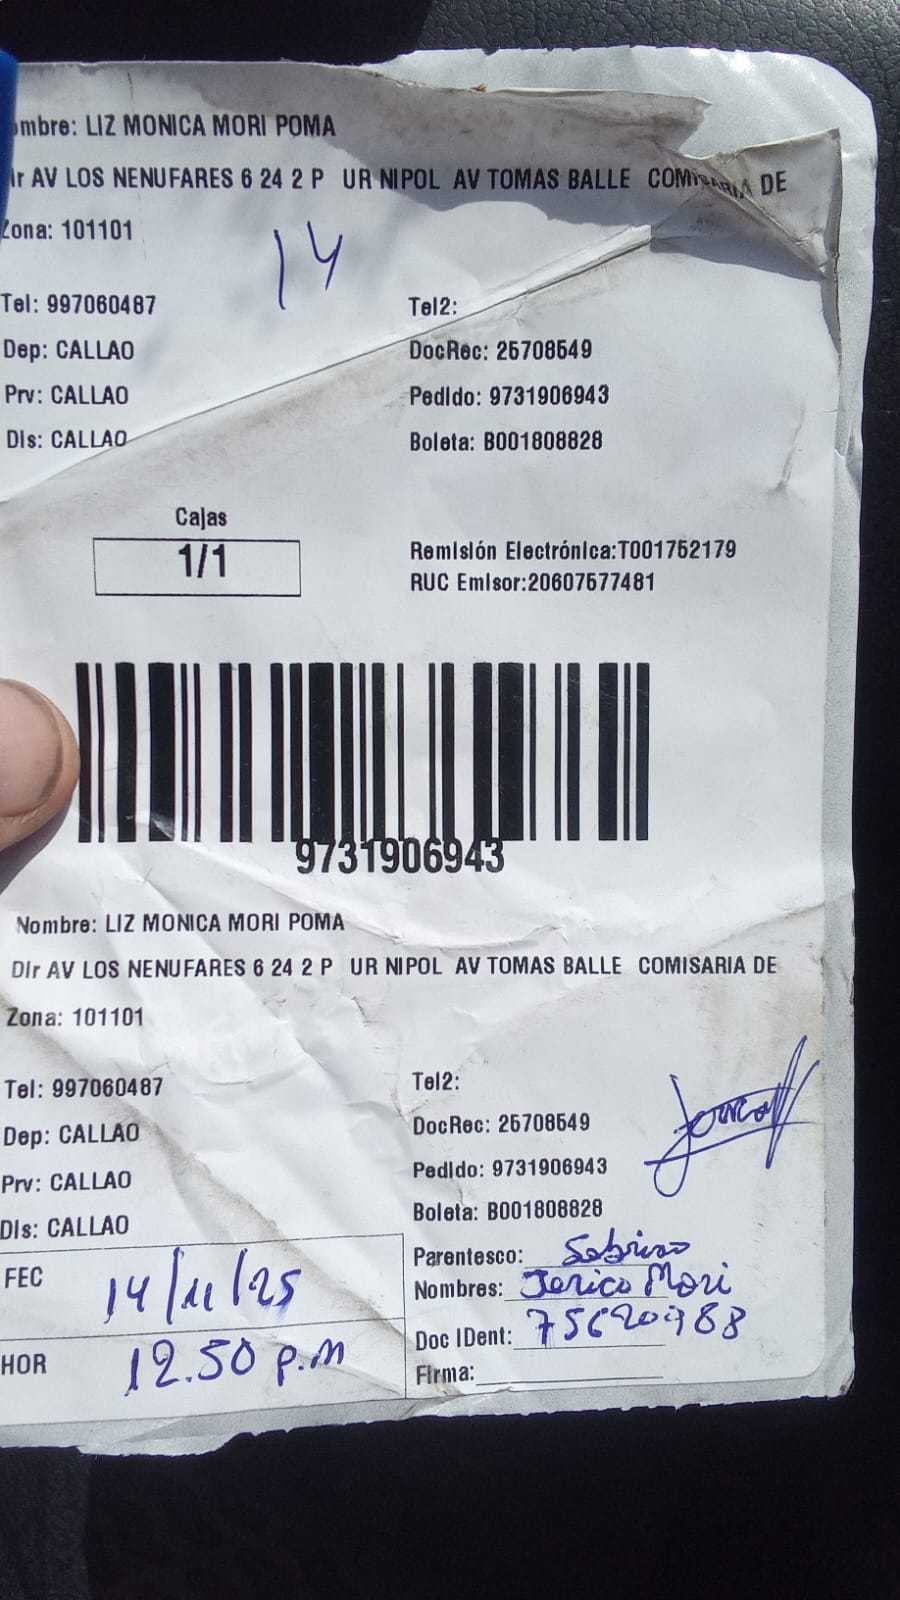 ombre: LIZ MONICA MORI POMA
Ir AV LOS NENUFARES 6 24 2 P UR NIPOL AV TOMAS BALLE COMISARIA DE
Zona: 101101
14
Tel: 997060487 Tel2:
Dep: CALLAO DocRec: 25708549
Prv: CALLAO Pedido: 9731906943
Dis: CALLAO Boleta: B001808828
Cajas
1/1
Remisión Electrónica:T001752179
RUC Emisor:20607577481
9731906943
Nombre: LIZ MONICA MORI POMA
Dir AV LOS NENUFARES 6 24 2 P UR NIPOL AV TOMAS BALLE COMISARIA DE
Zona: 101101
Tel: 997060487 Tel2:
Dep: CALLAO DocRec: 25708549
Prv: CALLAO Pedido: 9731906943
Dis: CALLAO Boleta: B001808828
FEC 14/11/25
HOR 12.50 p.m
Parentesco: Sobrino
Nombres: Jerico Mori
Doc IDent:
Firma: